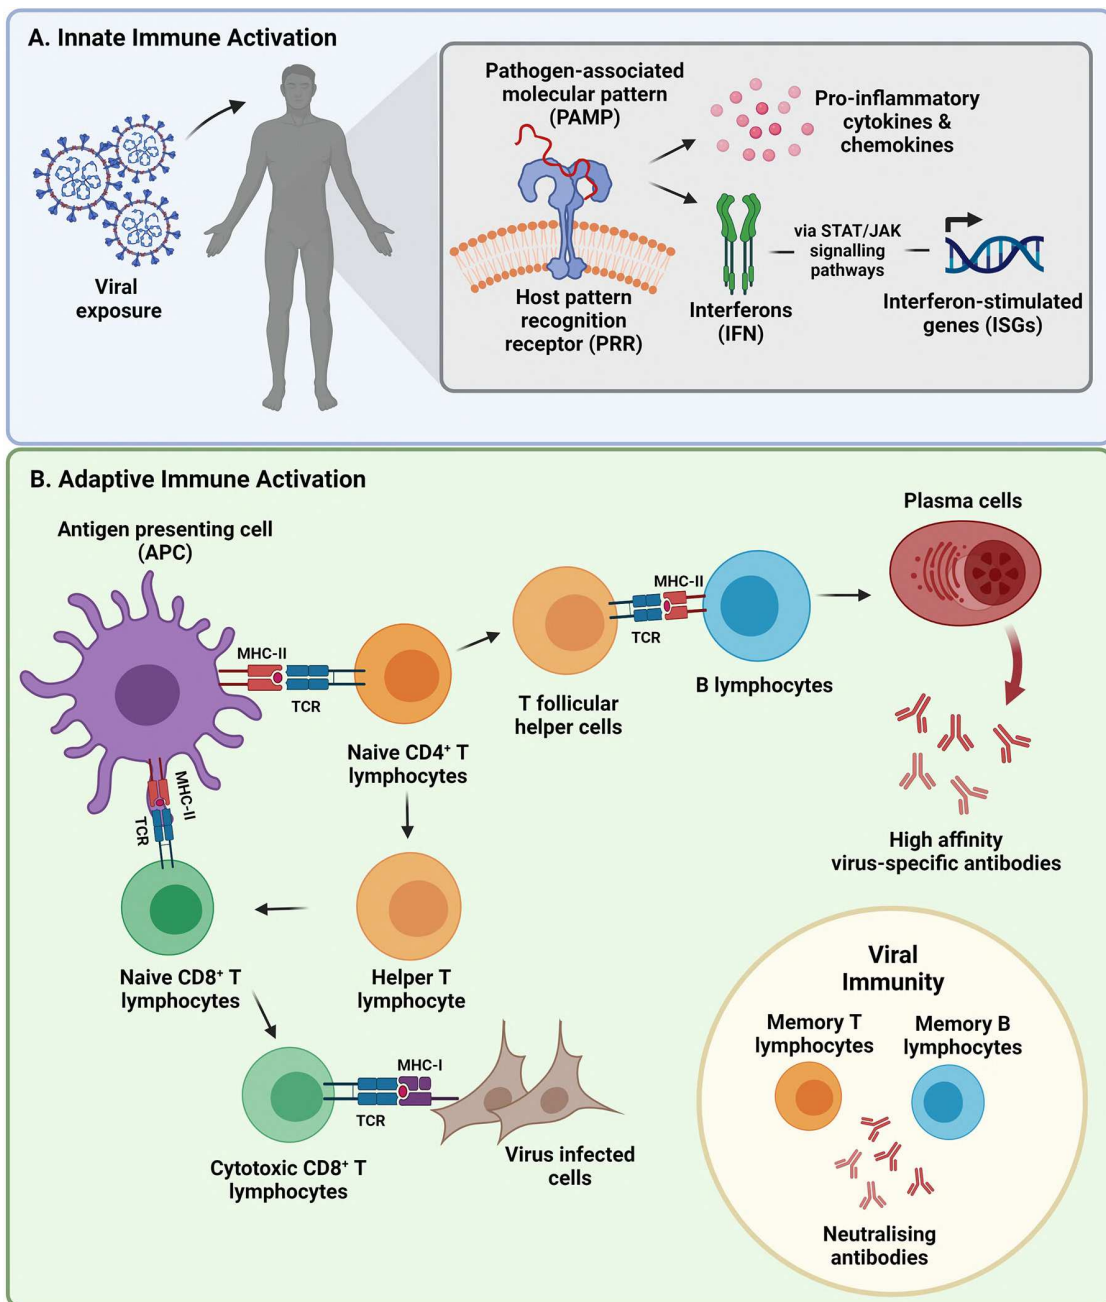 A. Innate Immune Activation
Viral
exposure
Pathogen-associated
molecular pattern
(PAMP)
Host pattern
recognition
receptor (PRR)
Pro-inflammatory
cytokines &
chemokines
Interferons
(IFN)
via STAT/JAK
signalling
pathways
Interferon-stimulated
genes (ISGs)
B. Adaptive Immune Activation
Antigen presenting cell
(APC)
MHC-II
TCR
Naive CD4⁺ T
lymphocytes
T follicular
helper cells
MHC-II
TCR
B lymphocytes
Plasma cells
High affinity
virus-specific antibodies
MHC-II
TCR
Naive CD8⁺ T
lymphocytes
Helper T
lymphocyte
Cytotoxic CD8⁺ T
lymphocytes
MHC-I
TCR
Virus infected
cells
Viral
Immunity
Memory T
lymphocytes
Memory B
lymphocytes
Neutralising
antibodies